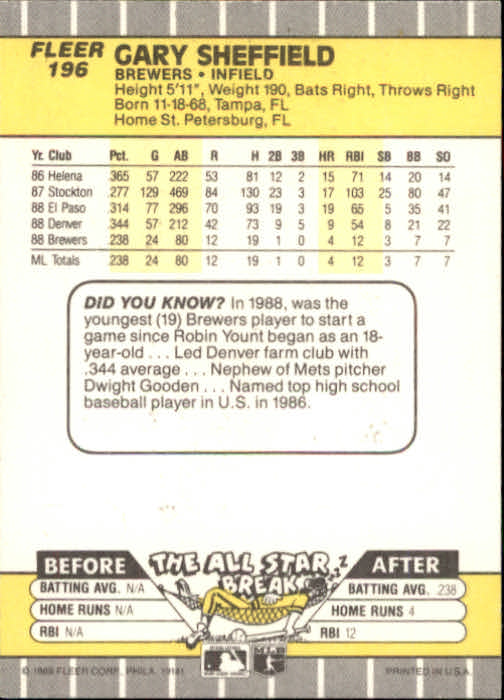 FLEER
196
GARY SHEFFIELD
BREWERS • INFIELD
Height 5'11", Weight 190, Bats Right, Throws Right
Born 11-18-68, Tampa, FL
Home St. Petersburg, FL
Yr. Club Pct. G AB R H 2B 3B HR RBI SB BB SO
86 Helena .365 57 222 53 81 12 2 15 71 14 20 14
87 Stockton .277 129 469 84 130 23 3 17 103 25 80 47
88 El Paso .314 77 296 70 93 19 3 19 65 5 35 41
88 Denver .344 57 212 42 73 9 5 9 54 8 21 22
88 Brewers .238 24 80 12 19 1 0 4 12 3 7 7
ML Totals .238 24 80 12 19 1 0 4 12 3 7 7
DID YOU KNOW? In 1988, was the
youngest (19) Brewers player to start a
game since Robin Yount began as an 18-
year-old . . . Led Denver farm club with
.344 average . . . Nephew of Mets pitcher
Dwight Gooden . . . Named top high school
baseball player in U.S. in 1986.
BEFORE THE ALL STAR BREAK AFTER
BATTING AVG. N/A BATTING AVG. .238
HOME RUNS N/A HOME RUNS 4
RBI N/A RBI 12
© 1989 FLEER CORP., PHILA. 19141 PRINTED IN U.S.A.